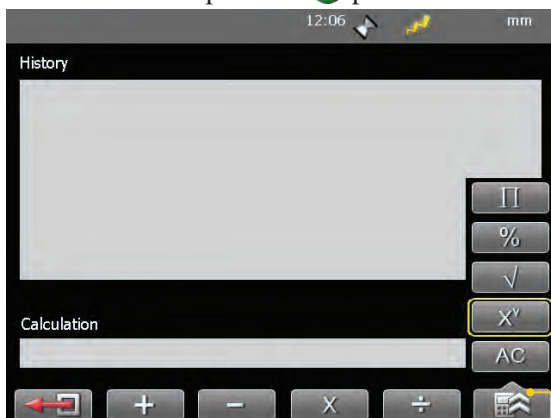 12:06 mm
History
∏
%
√
Xʸ
Calculation
AC
+ − X ÷